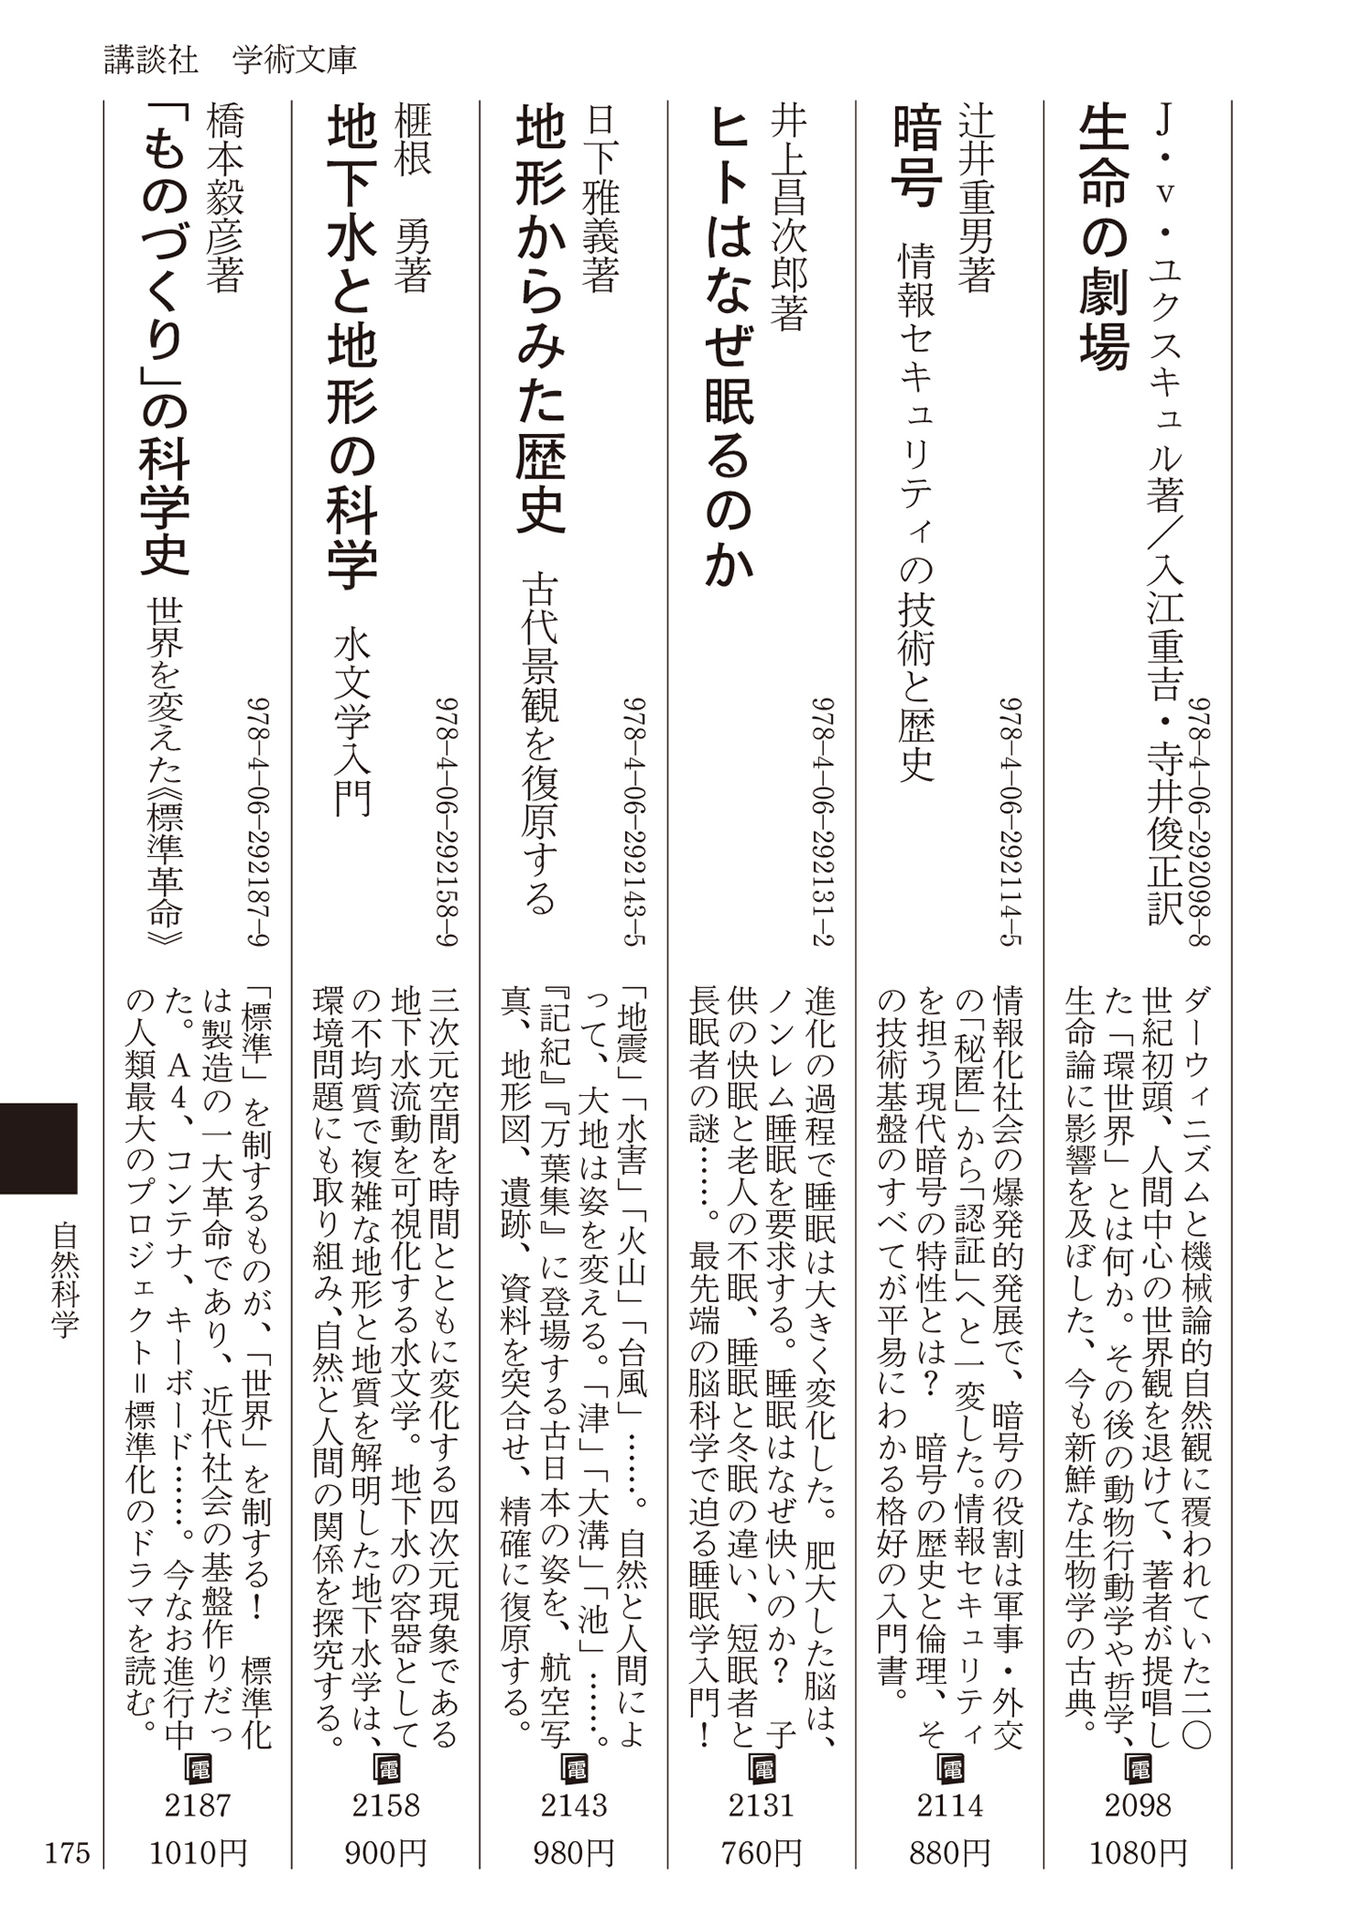 講談社　学術文庫
J・v・ユクスキュル著／入江重吉・寺井俊正訳
生命の劇場
978-4-06-292098-8
ダーウィニズムと機械論的自然観に覆われていた二〇
世紀初頭、人間中心の世界観を退けて、著者が提唱し
た「環世界」とは何か。その後の動物行動学や哲学、
生命論に影響を及ぼした、今も新鮮な生物学の古典。
電
2098
1080円
辻井重男著
暗号　情報セキュリティの技術と歴史
978-4-06-292114-5
情報化社会の爆発的発展で、暗号の役割は軍事・外交
の「秘匿」から「認証」へと一変した。情報セキュリティ
を担う現代暗号の特性とは？　暗号の歴史と倫理、そ
の技術基盤のすべてが平易にわかる格好の入門書。
電
2114
880円
井上昌次郎著
ヒトはなぜ眠るのか
978-4-06-292131-2
進化の過程で睡眠は大きく変化した。肥大した脳は、
ノンレム睡眠を要求する。睡眠はなぜ快いのか？　子
供の快眠と老人の不眠、睡眠と冬眠の違い、短眠者と
長眠者の謎……。最先端の脳科学で迫る睡眠学入門！
電
2131
760円
日下雅義著
地形からみた歴史　古代景観を復原する
978-4-06-292143-5
「地震」「水害」「火山」「台風」……。自然と人間によ
って、大地は姿を変える。「津」「大溝」「池」……。
『記紀』『万葉集』に登場する古日本の姿を、航空写
真、地形図、遺跡、資料を突合せ、精確に復原する。
電
2143
980円
榧根　勇著
地下水と地形の科学　水文学入門
978-4-06-292158-9
三次元空間を時間とともに変化する四次元現象である
地下水流動を可視化する水文学。地下水の容器として
の不均質で複雑な地形と地質を解明した地下水学は、
環境問題にも取り組み、自然と人間の関係を探究する。
電
2158
900円
橋本毅彦著
「ものづくり」の科学史　世界を変えた《標準革命》
978-4-06-292187-9
「標準」を制するものが、「世界」を制する！　標準化
は製造の一大革命であり、近代社会の基盤作りだっ
た。A4、コンテナ、キーボード……。今なお進行中
の人類最大のプロジェクト＝標準化のドラマを読む。
電
2187
1010円
自然科学
175